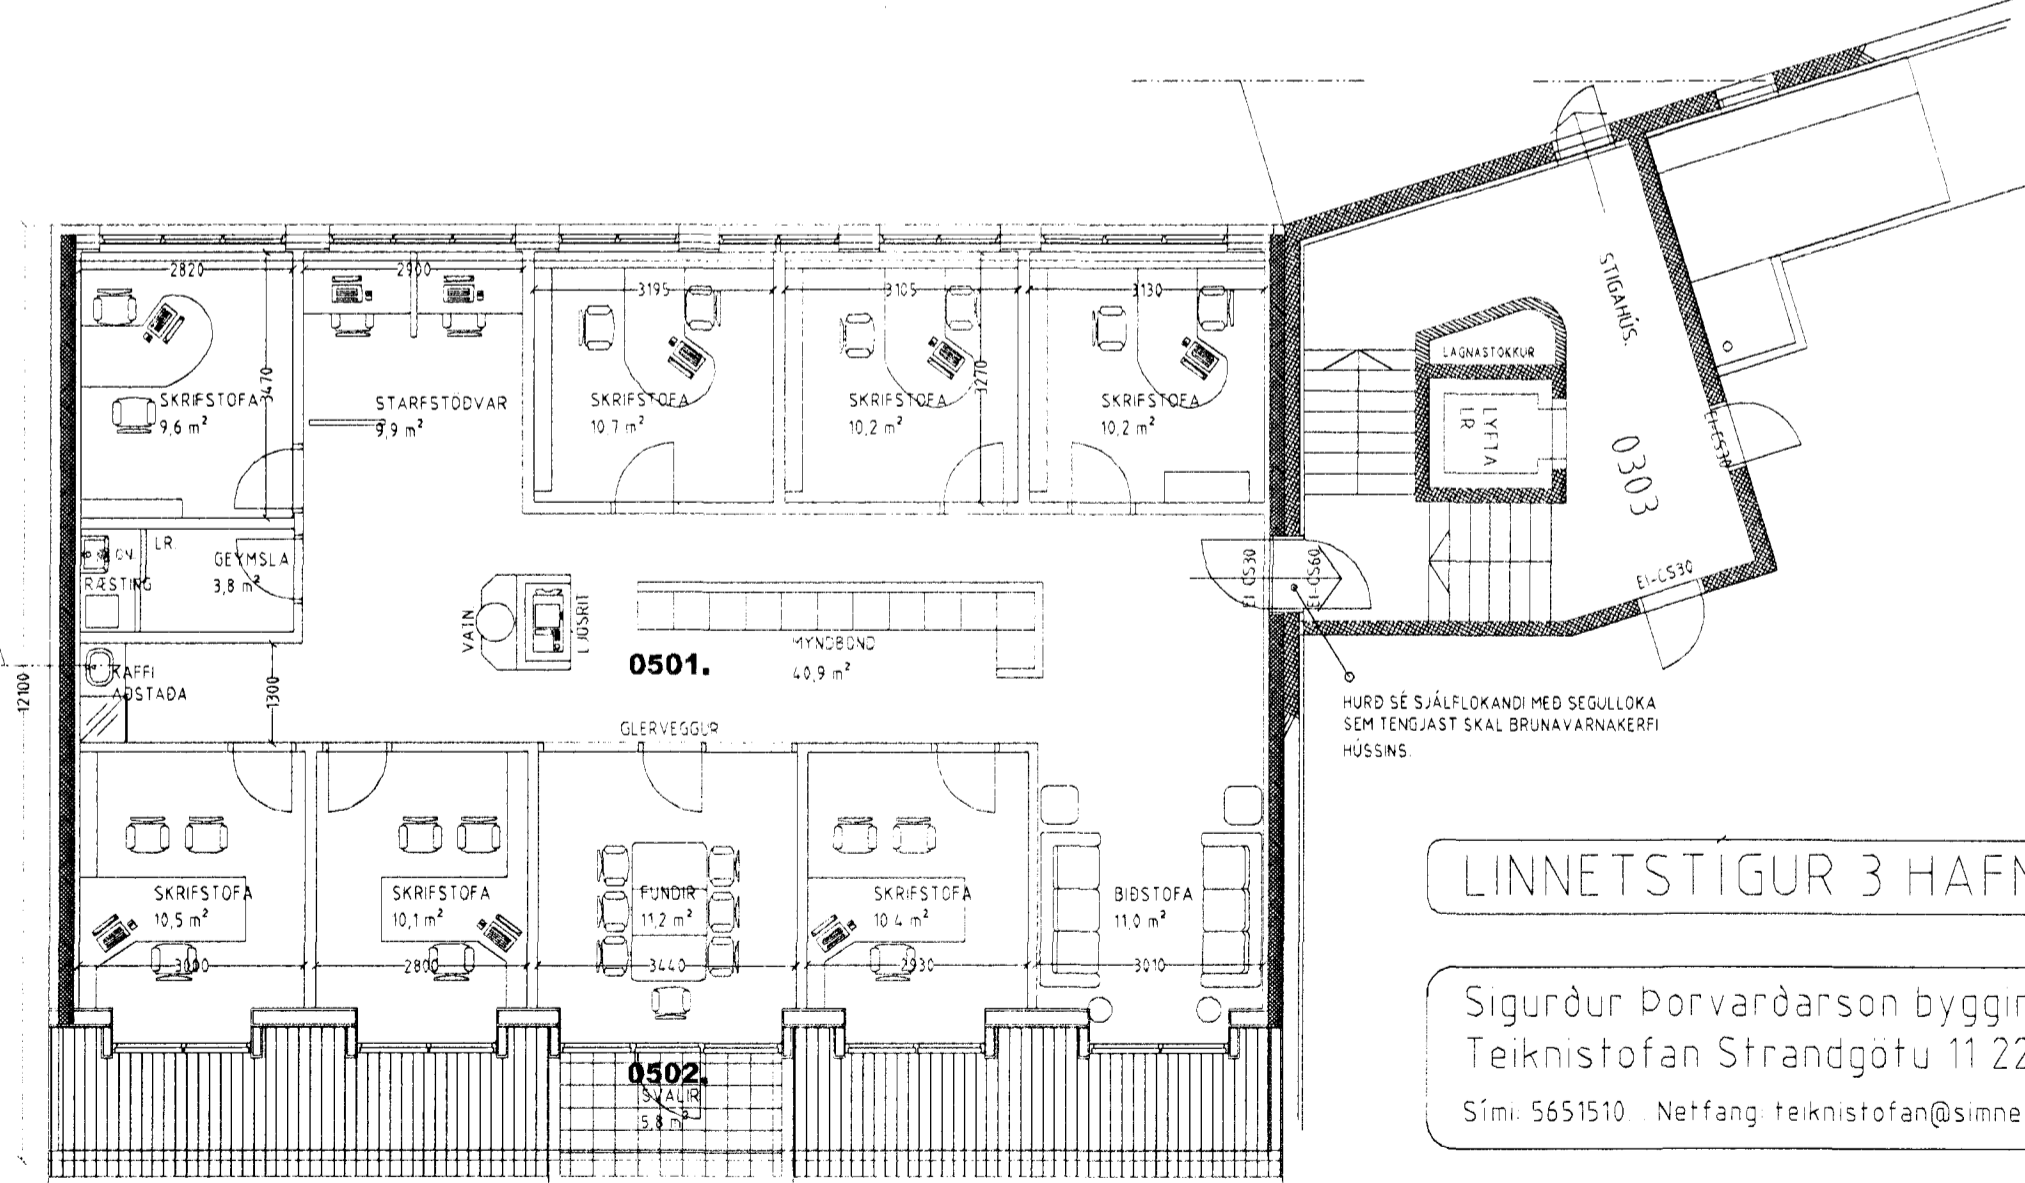 2820
2900
3195
3105
3130
3470
3270
SKRIFSTOFA
9,6 m²
STARFSTÖÐVAR
9,9 m²
SKRIFSTOFA
10,7 m²
SKRIFSTOFA
10,2 m²
SKRIFSTOFA
10,2 m²
STIGAHÚS.
LAGNASTOKKUR
LYFTA
LR
0303
EI-CS30
LR.
RÆSTING
GEYMSLA
3,8 m²
EI-CS30
EI-CS60
EI-CS30
VATN
LJÓSRIT
0501.
MYNDBÖND
40,9 m²
KAFFI
AÐSTAÐA
1300
12100
GLERVEGGUR
HURÐ SÉ SJÁLFLOKANDI MEÐ SEGULLOKA
SEM TENGJAST SKAL BRUNAVARNAKERFI
HÚSSINS.
SKRIFSTOFA
10,5 m²
SKRIFSTOFA
10,1 m²
FUNDIR
11,2 m²
SKRIFSTOFA
10.4 m²
BIÐSTOFA
11,0 m²
3000
2800
3440
2930
3010
0502.
SVALIR
5,8 m²
LINNETSTÍGUR 3 HAFN
Sigurður Þorvarðarson byggin
Teiknistofan Strandgötu 11 22
Sími: 5651510. . Netfang: teiknistofan@simne